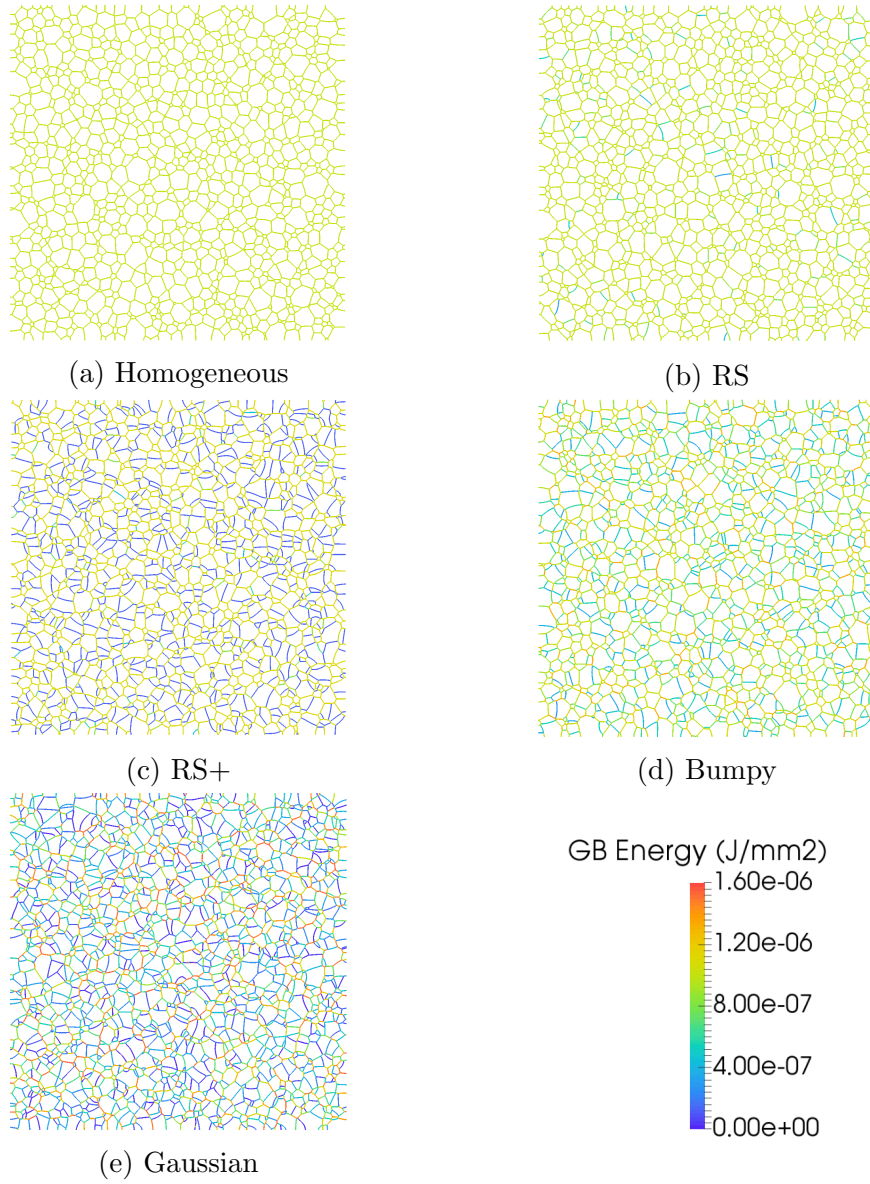 (a) Homogeneous
(b) RS
(c) RS+
(d) Bumpy
GB Energy (J/mm2)
1.60e-06
1.20e-06
8.00e-07
4.00e-07
0.00e+00
(e) Gaussian